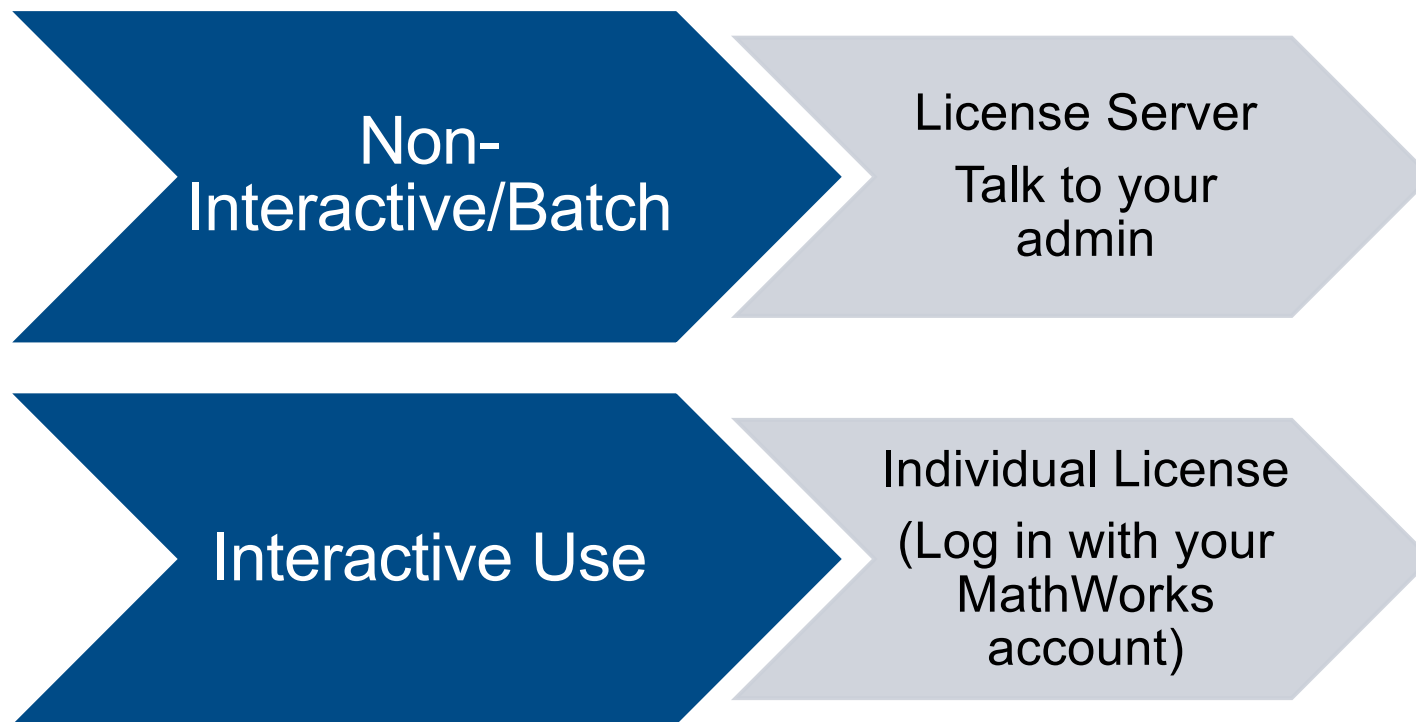 Non-
Interactive/Batch
License Server
Talk to your
admin
Interactive Use
Individual License
(Log in with your
MathWorks
account)